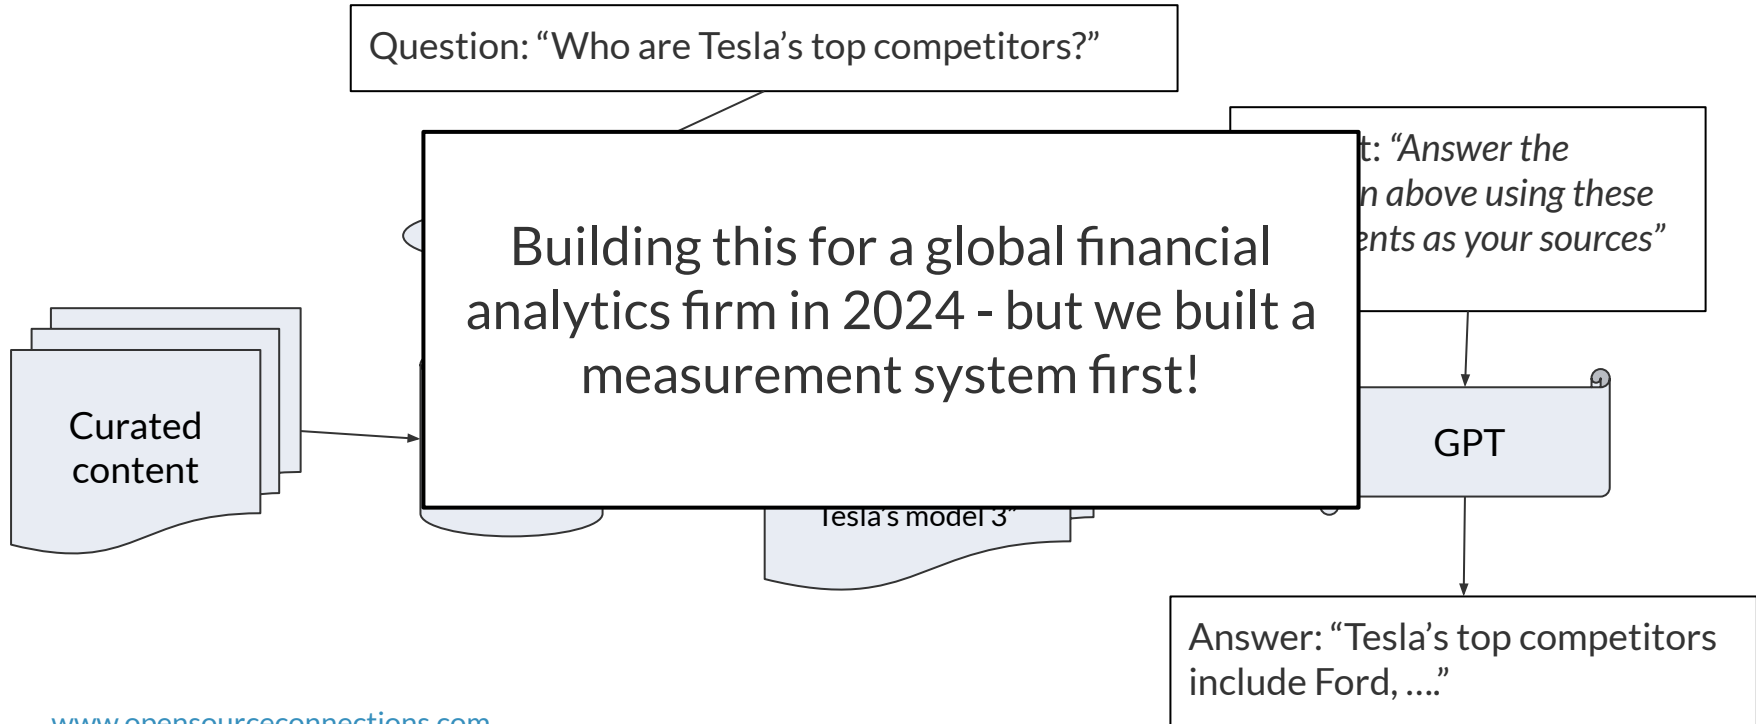 Question: “Who are Tesla’s top competitors?”
t: “Answer the
n above using these
ents as your sources”
Building this for a global financial
analytics firm in 2024 - but we built a
measurement system first!
Curated
content
GPT
Tesla’s model 3”
Answer: “Tesla’s top competitors
include Ford, ....”
www.opensourceconnections.com